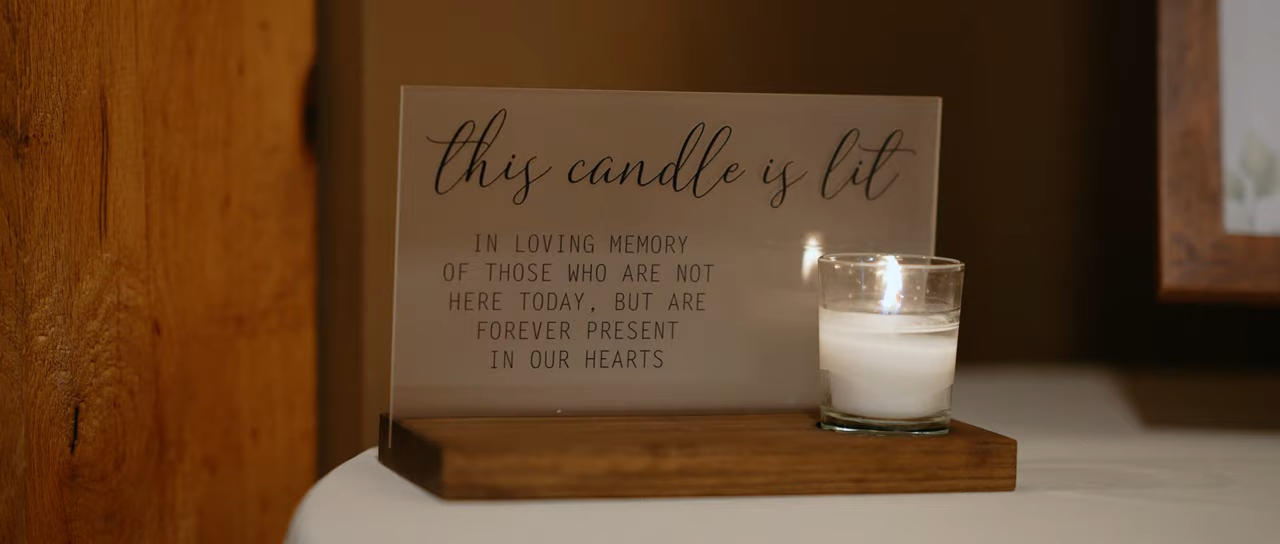 this candle is lit
IN LOVING MEMORY
OF THOSE WHO ARE NOT
HERE TODAY, BUT ARE
FOREVER PRESENT
IN OUR HEARTS